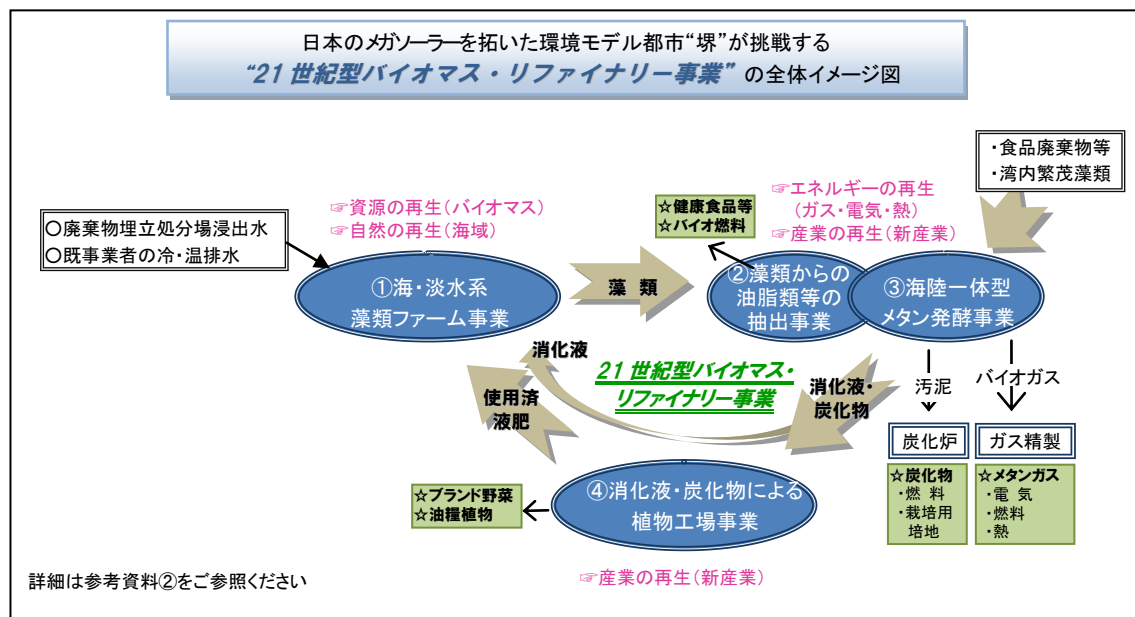 日本のメガソーラーを拓いた環境モデル都市“堺”が挑戦する
“21世紀型バイオマス・リファイナリー事業” の全体イメージ図
・食品廃棄物等
・湾内繁茂藻類
○廃棄物埋立処分場浸出水
○既事業者の冷・温排水
☞資源の再生(バイオマス)
☞自然の再生(海域)
☆健康食品等
☆バイオ燃料
☞エネルギーの再生
(ガス・電気・熱)
☞産業の再生(新産業)
①海・淡水系
藻類ファーム事業
藻 類
②藻類からの
油脂類等の
抽出事業
③海陸一体型
メタン発酵事業
消化液
21世紀型バイオマス・
リファイナリー事業
使用済
液肥
消化液・
炭化物
汚泥
バイオガス
炭化炉
ガス精製
☆炭化物
・燃 料
・栽培用
培地
☆メタンガス
・電 気
・燃料
・熱
④消化液・炭化物による
植物工場事業
☆ブランド野菜
☆油糧植物
☞産業の再生(新産業)
詳細は参考資料②をご参照ください